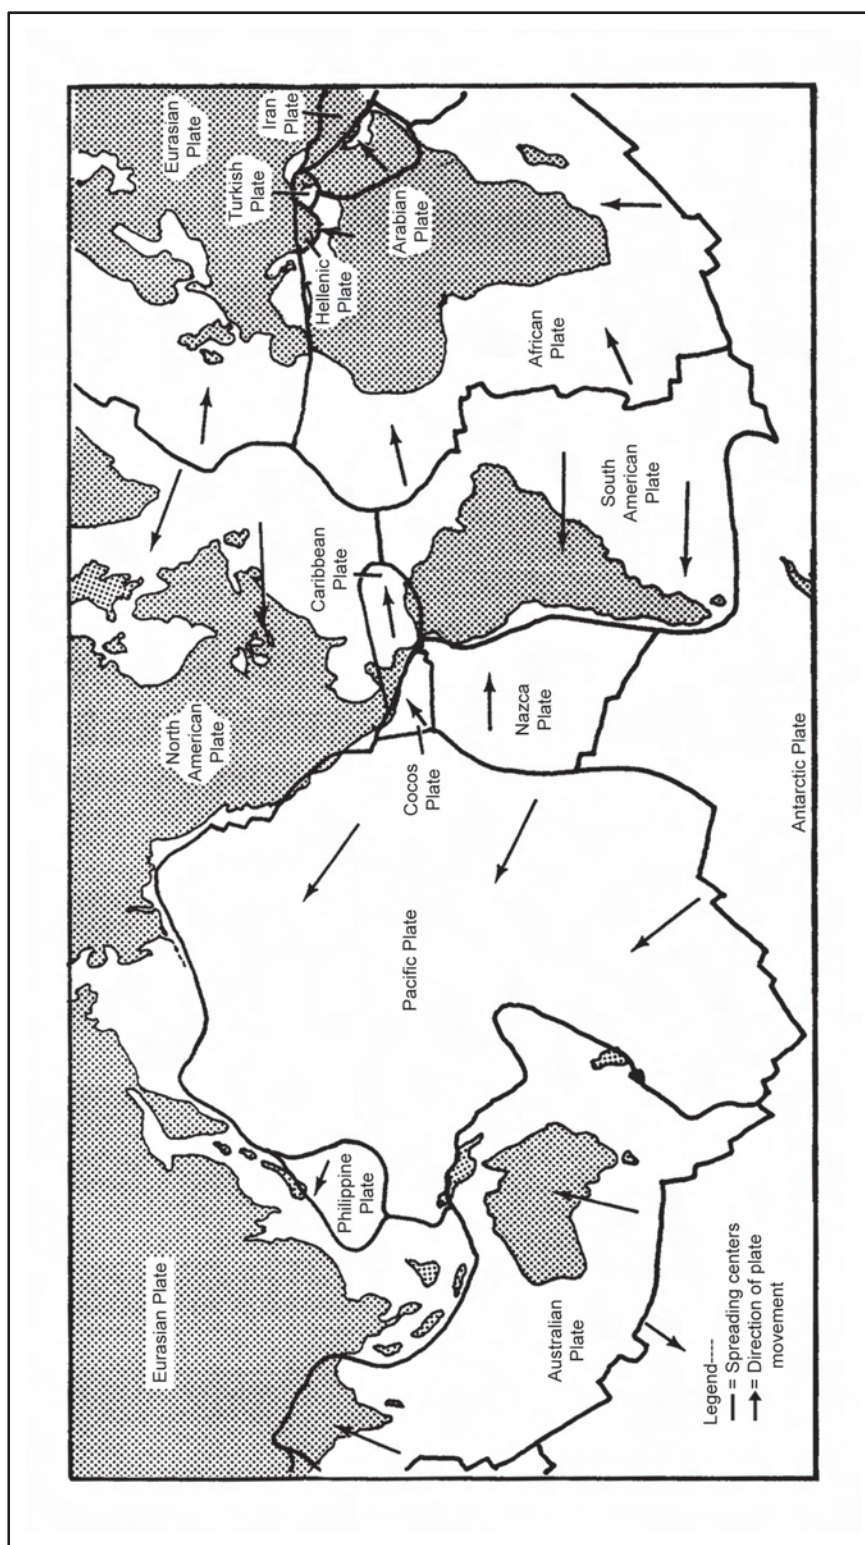 Eurasian
Plate
Iran
Plate
Turkish
Plate
Hellenic
Plate
Arabian
Plate
African
Plate
South
American
Plate
Caribbean
Plate
North
American
Plate
Nazca
Plate
Cocos
Plate
Antarctic Plate
Pacific Plate
Philippine
Plate
Eurasian Plate
Australian
Plate
Legend----
= Spreading centers
= Direction of plate
movement